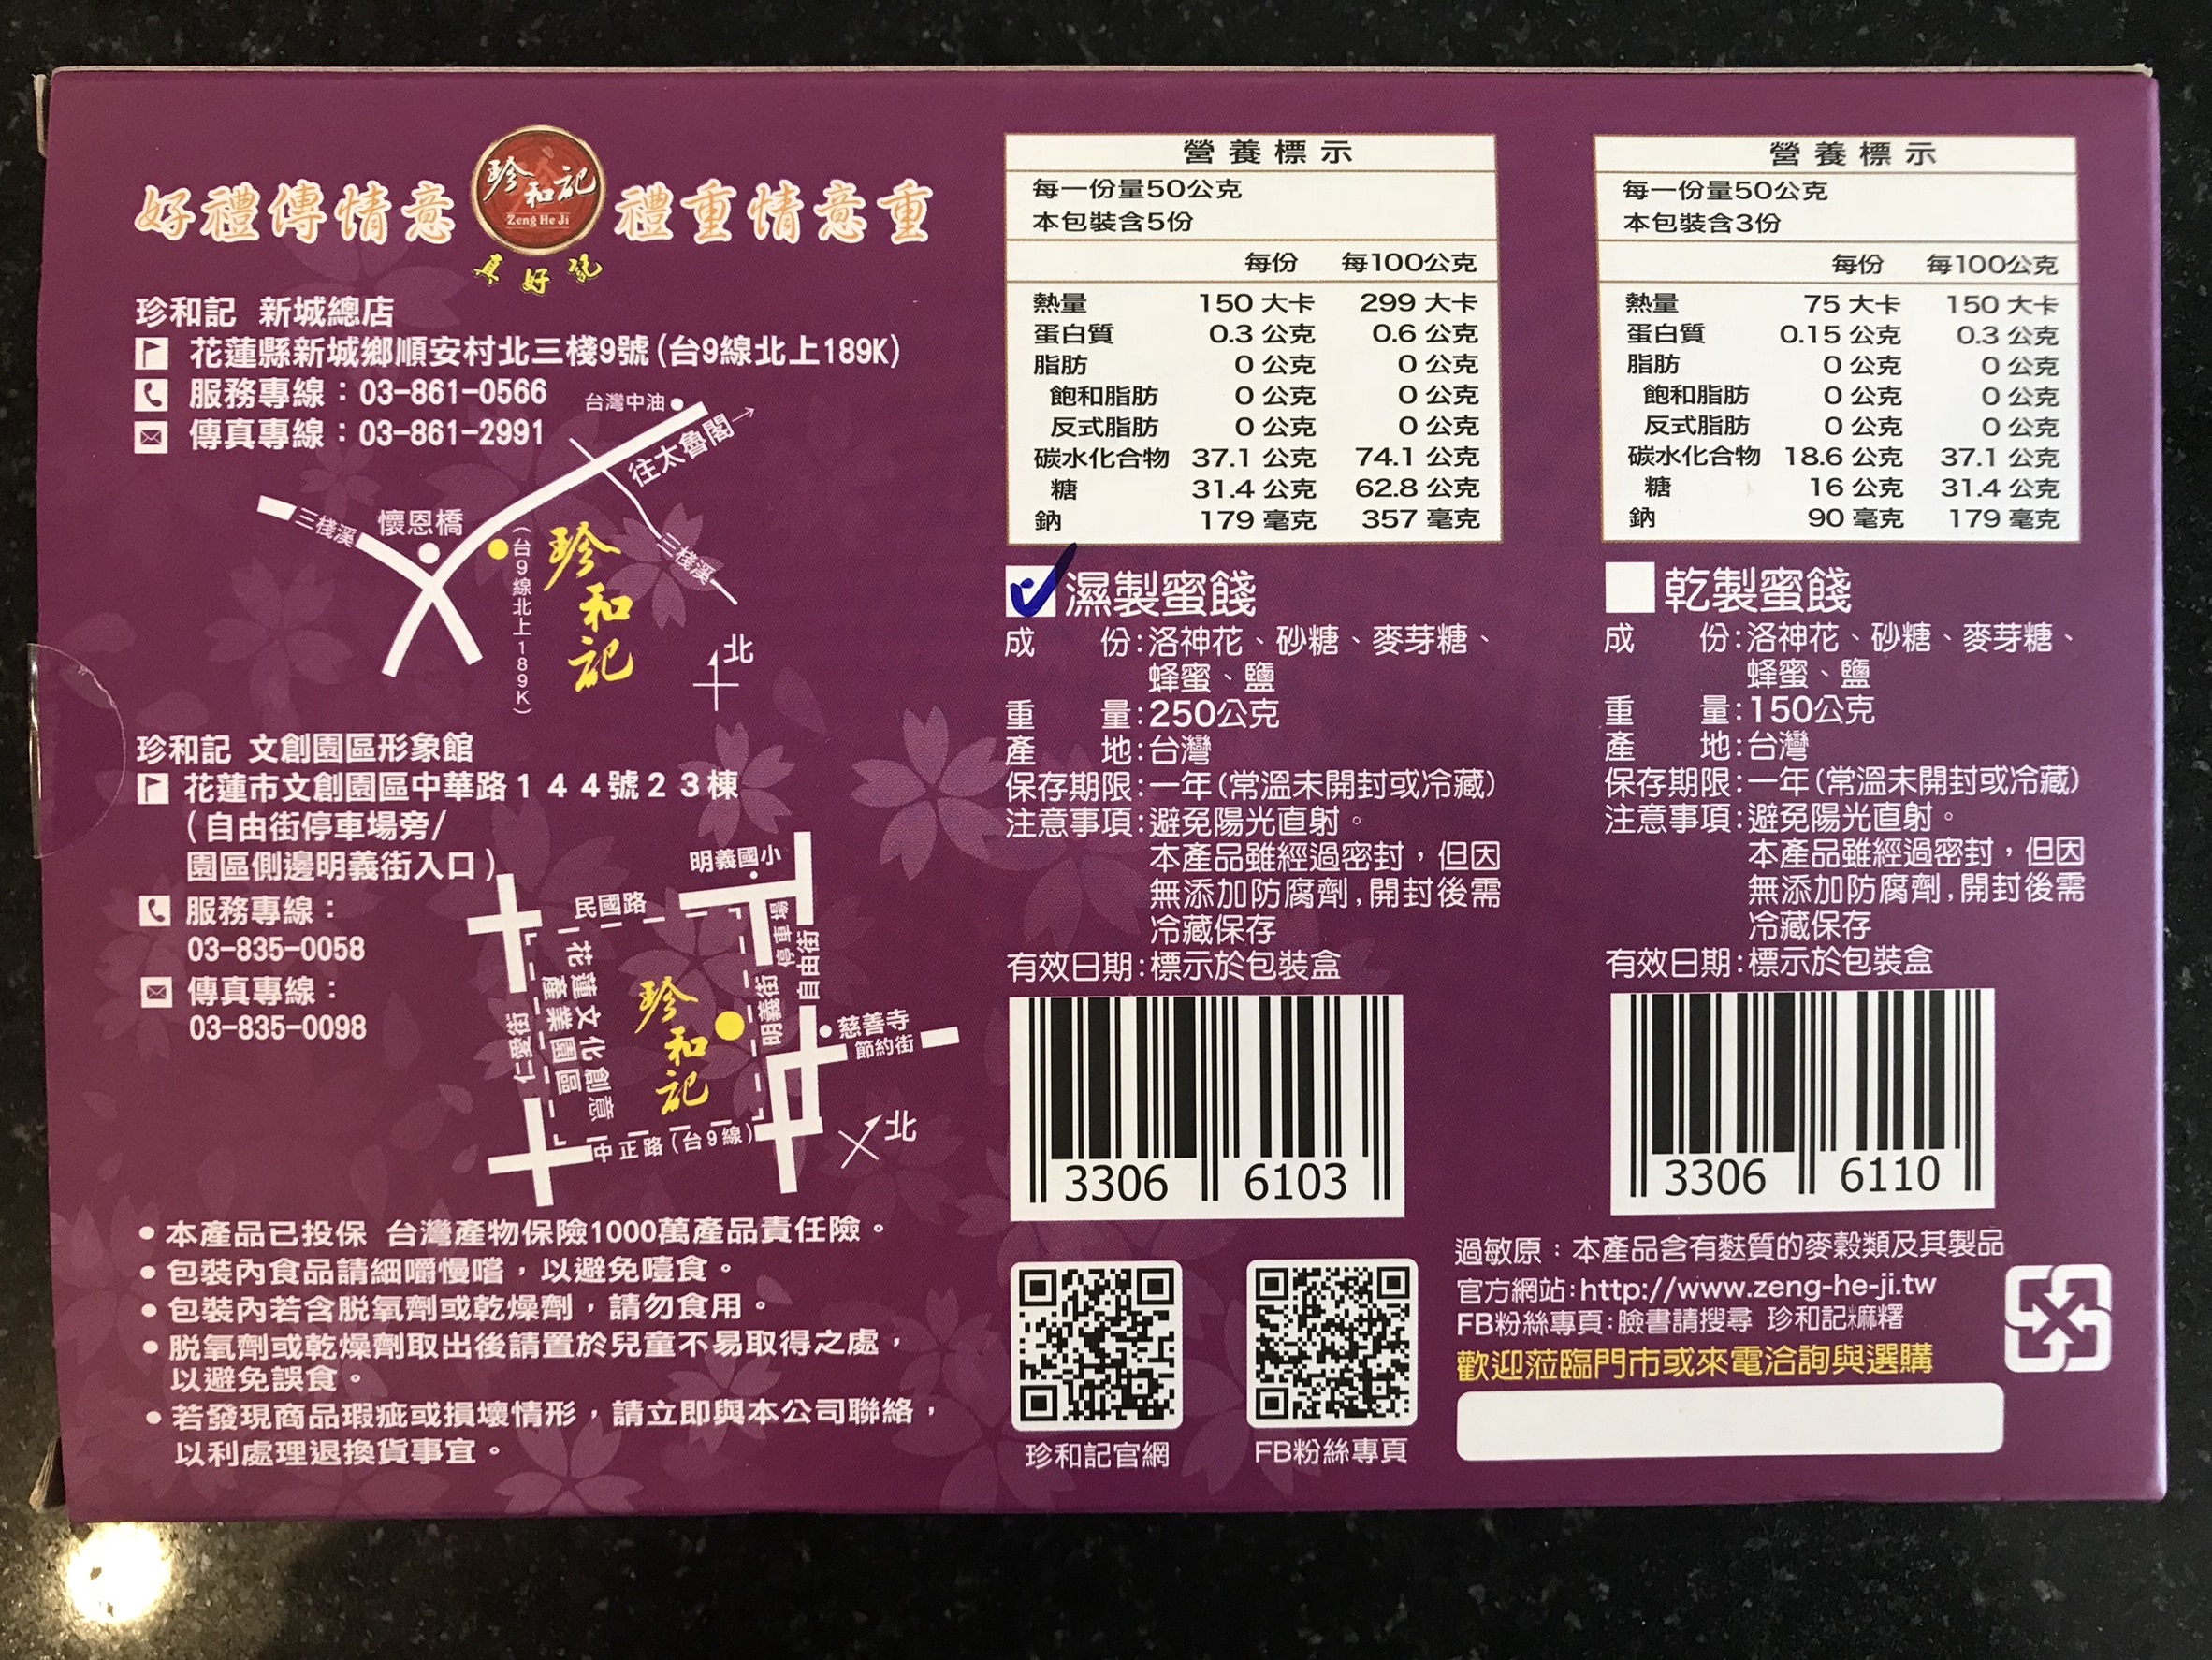 好禮傳情意
珍和記
Zeng He Ji
真好記
禮重情意重
珍和記 新城總店
花蓮縣新城鄉順安村北三棧9號(台9線北上189K)
服務專線：03-861-0566
傳真專線：03-861-2991
台灣中油
往太魯閣
三棧溪
懷恩橋
(台9線北上189K)
珍和記
三棧溪
北
珍和記 文創園區形象館
花蓮市文創園區中華路144號23棟
(自由街停車場旁/
園區側邊明義街入口)
服務專線：
03-835-0058
傳真專線：
03-835-0098
明義國小
民國路
停車場
自由街
花蓮文化創意
產業園區
珍和記
明義街
仁愛街
慈善寺
節約街
中正路(台9線)
北
• 本產品已投保 台灣產物保險1000萬產品責任險。
• 包裝內食品請細嚼慢嚐，以避免噎食。
• 包裝內若含脫氧劑或乾燥劑，請勿食用。
• 脫氧劑或乾燥劑取出後請置於兒童不易取得之處，
以避免誤食。
• 若發現商品瑕疵或損壞情形，請立即與本公司聯絡，
以利處理退換貨事宜。
營養標示
每一份量50公克
本包裝含5份
每份 每100公克
熱量 150 大卡 299 大卡
蛋白質 0.3 公克 0.6 公克
脂肪 0 公克 0 公克
飽和脂肪 0 公克 0 公克
反式脂肪 0 公克 0 公克
碳水化合物 37.1 公克 74.1 公克
糖 31.4 公克 62.8 公克
鈉 179 毫克 357 毫克
濕製蜜餞
成 份:洛神花、砂糖、麥芽糖、
蜂蜜、鹽
重 量:250公克
產 地:台灣
保存期限:一年(常溫未開封或冷藏)
注意事項:避免陽光直射。
本產品雖經過密封，但因
無添加防腐劑,開封後需
冷藏保存
有效日期:標示於包裝盒
3306 6103
珍和記官網
FB粉絲專頁
營養標示
每一份量50公克
本包裝含3份
每份 每100公克
熱量 75 大卡 150 大卡
蛋白質 0.15 公克 0.3 公克
脂肪 0 公克 0 公克
飽和脂肪 0 公克 0 公克
反式脂肪 0 公克 0 公克
碳水化合物 18.6 公克 37.1 公克
糖 16 公克 31.4 公克
鈉 90 毫克 179 毫克
乾製蜜餞
成 份:洛神花、砂糖、麥芽糖、
蜂蜜、鹽
重 量:150公克
產 地:台灣
保存期限:一年(常溫未開封或冷藏)
注意事項:避免陽光直射。
本產品雖經過密封，但因
無添加防腐劑,開封後需
冷藏保存
有效日期:標示於包裝盒
3306 6110
過敏原：本產品含有麩質的麥穀類及其製品
官方網站:http://www.zeng-he-ji.tw
FB粉絲專頁:臉書請搜尋 珍和記麻糬
歡迎蒞臨門市或來電洽詢與選購